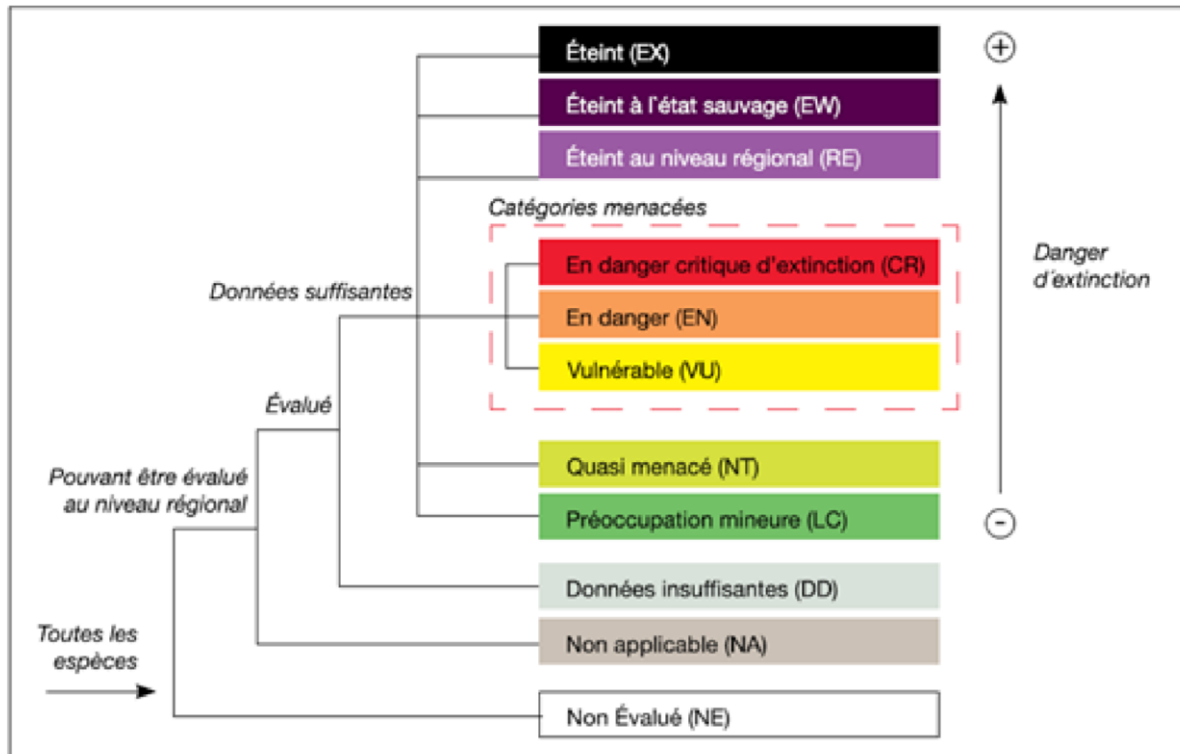 Éteint (EX)
Éteint à l'état sauvage (EW)
Éteint au niveau régional (RE)
Catégories menacées
En danger critique d'extinction (CR)
En danger (EN)
Vulnérable (VU)
Données suffisantes
Évalué
Pouvant être évalué
au niveau régional
Quasi menacé (NT)
Préoccupation mineure (LC)
Données insuffisantes (DD)
Non applicable (NA)
Toutes les
espèces
Non Évalué (NE)
+
Danger
d´extinction
-